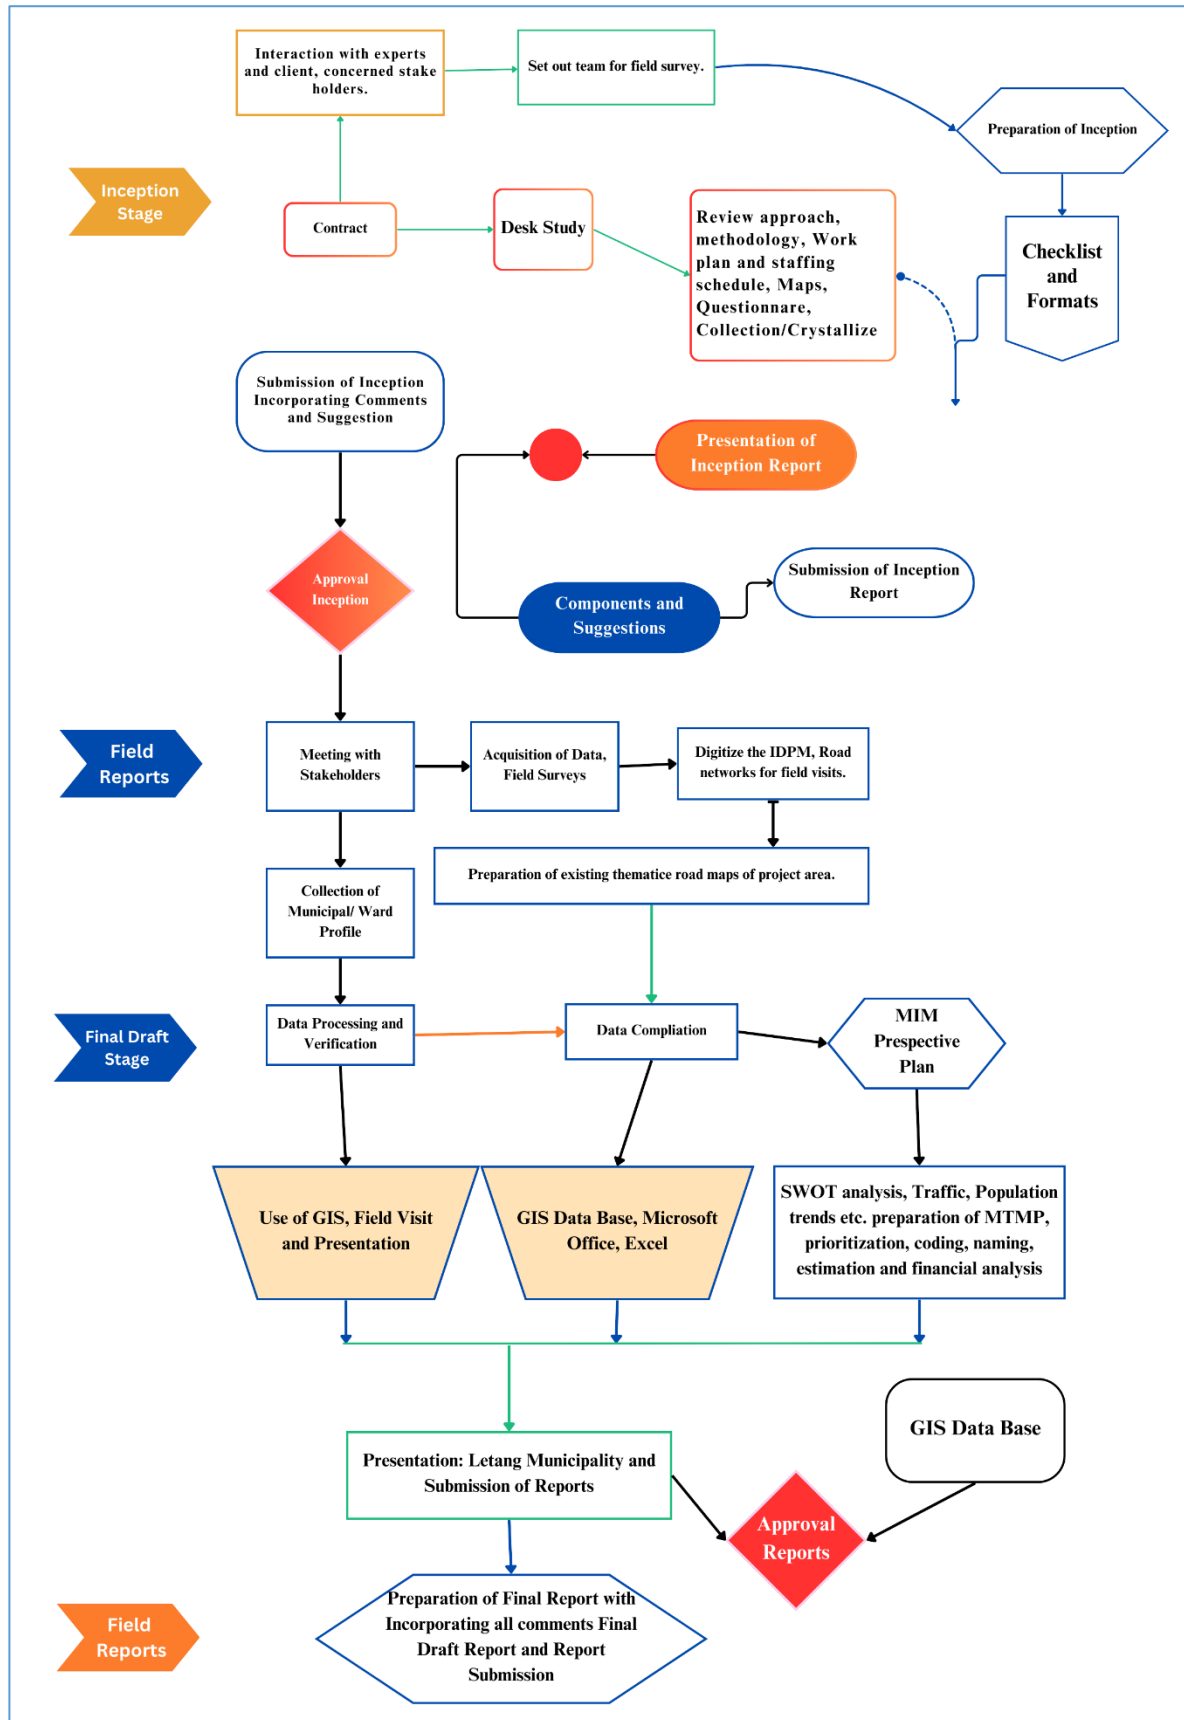 Interaction with experts
and client, concerned stake
holders.
Set out team for field survey.
Preparation of Inception
Inception
Stage
Contract
Desk Study
Review approach,
methodology, Work
plan and staffing
schedule, Maps,
Questionnare,
Collection/Crystallize
Checklist
and
Formats
Submission of Inception
Incorporating Comments
and Suggestion
Presentation of
Inception Report
Approval
Inception
Components and
Suggestions
Submission of Inception
Report
Field
Reports
Meeting with
Stakeholders
Acquisition of Data,
Field Surveys
Digitize the IDPM, Road
networks for field visits.
Collection of
Municipal/ Ward
Profile
Preparation of existing thematice road maps of project area.
Final Draft
Stage
Data Processing and
Verification
Data Compliation
MIM
Prespective
Plan
Use of GIS, Field Visit
and Presentation
GIS Data Base, Microsoft
Office, Excel
SWOT analysis, Traffic, Population
trends etc. preparation of MTMP,
prioritization, coding, naming,
estimation and financial analysis
GIS Data Base
Presentation: Letang Municipality and
Submission of Reports
Approval
Reports
Field
Reports
Preparation of Final Report with
Incorporating all comments Final
Draft Report and Report
Submission